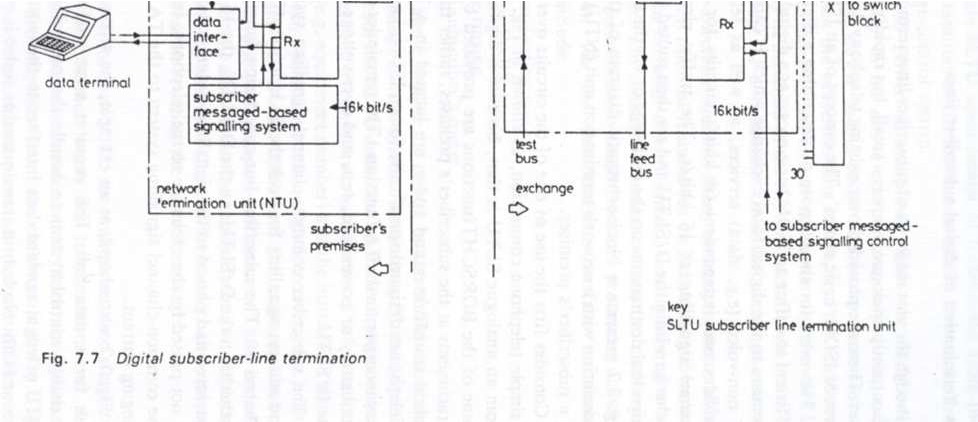 data
inter-
face
Rx
data terminal
subscriber
messaged-based
signalling system
16k bit/s
network
termination unit (NTU)
subscriber's
premises
Rx
X
to switch
block
16kbit/s
test
bus
line
feed
bus
30
exchange
to subscriber messaged-
based signalling control
system
key
SLTU subscriber line termination unit
Fig. 7.7 Digital subscriber-line termination